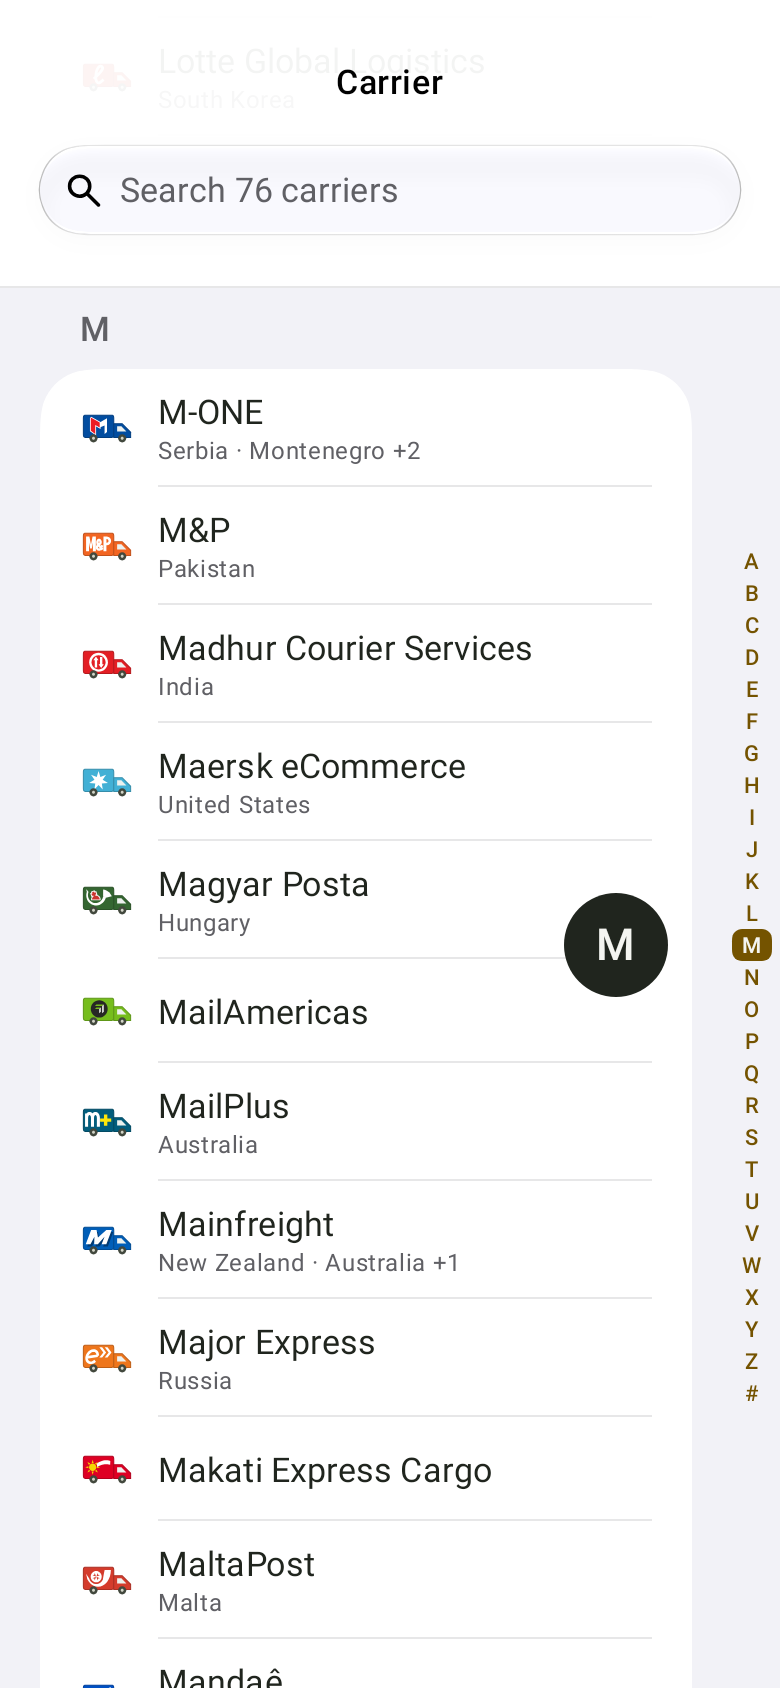 Lotte Global Logistics
South Korea
Carrier
Search 76 carriers
M
M-ONE
Serbia · Montenegro +2
M&P
M&P
Pakistan
Madhur Courier Services
India
Maersk eCommerce
United States
Magyar Posta
Hungary
M
MailAmericas
m+
MailPlus
Australia
M
Mainfreight
New Zealand · Australia +1
e»
Major Express
Russia
Makati Express Cargo
MaltaPost
Malta
Mandaê
A
B
C
D
E
F
G
H
I
J
K
L
M
N
O
P
Q
R
S
T
U
V
W
X
Y
Z
#